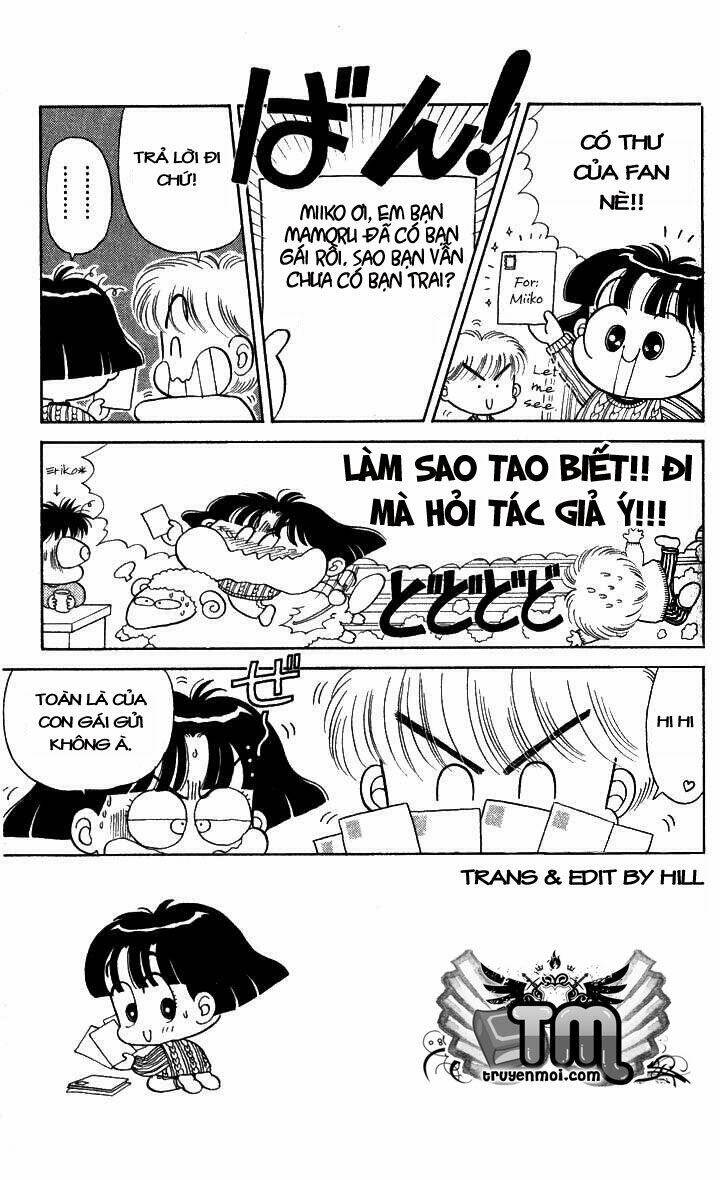 CÓ THƯ
CỦA FAN
NÈ!!
For:
Miiko
Let
me
see
ばん!
MIIKO ƠI, EM BẠN
MAMORU ĐÃ CÓ BẠN
GÁI RỒI. SAO BẠN VẪN
CHƯA CÓ BẠN TRAI?
TRẢ LỜI ĐI
CHỨ!
LÀM SAO TAO BIẾT!! ĐI
MÀ HỎI TÁC GIẢ Ý!!!
どどどど
Eriko
HI HI
ぜ
TOÀN LÀ CỦA
CON GÁI GỬI
KHÔNG À.
TRANS & EDIT BY HILL
TM
truyenmoi.com